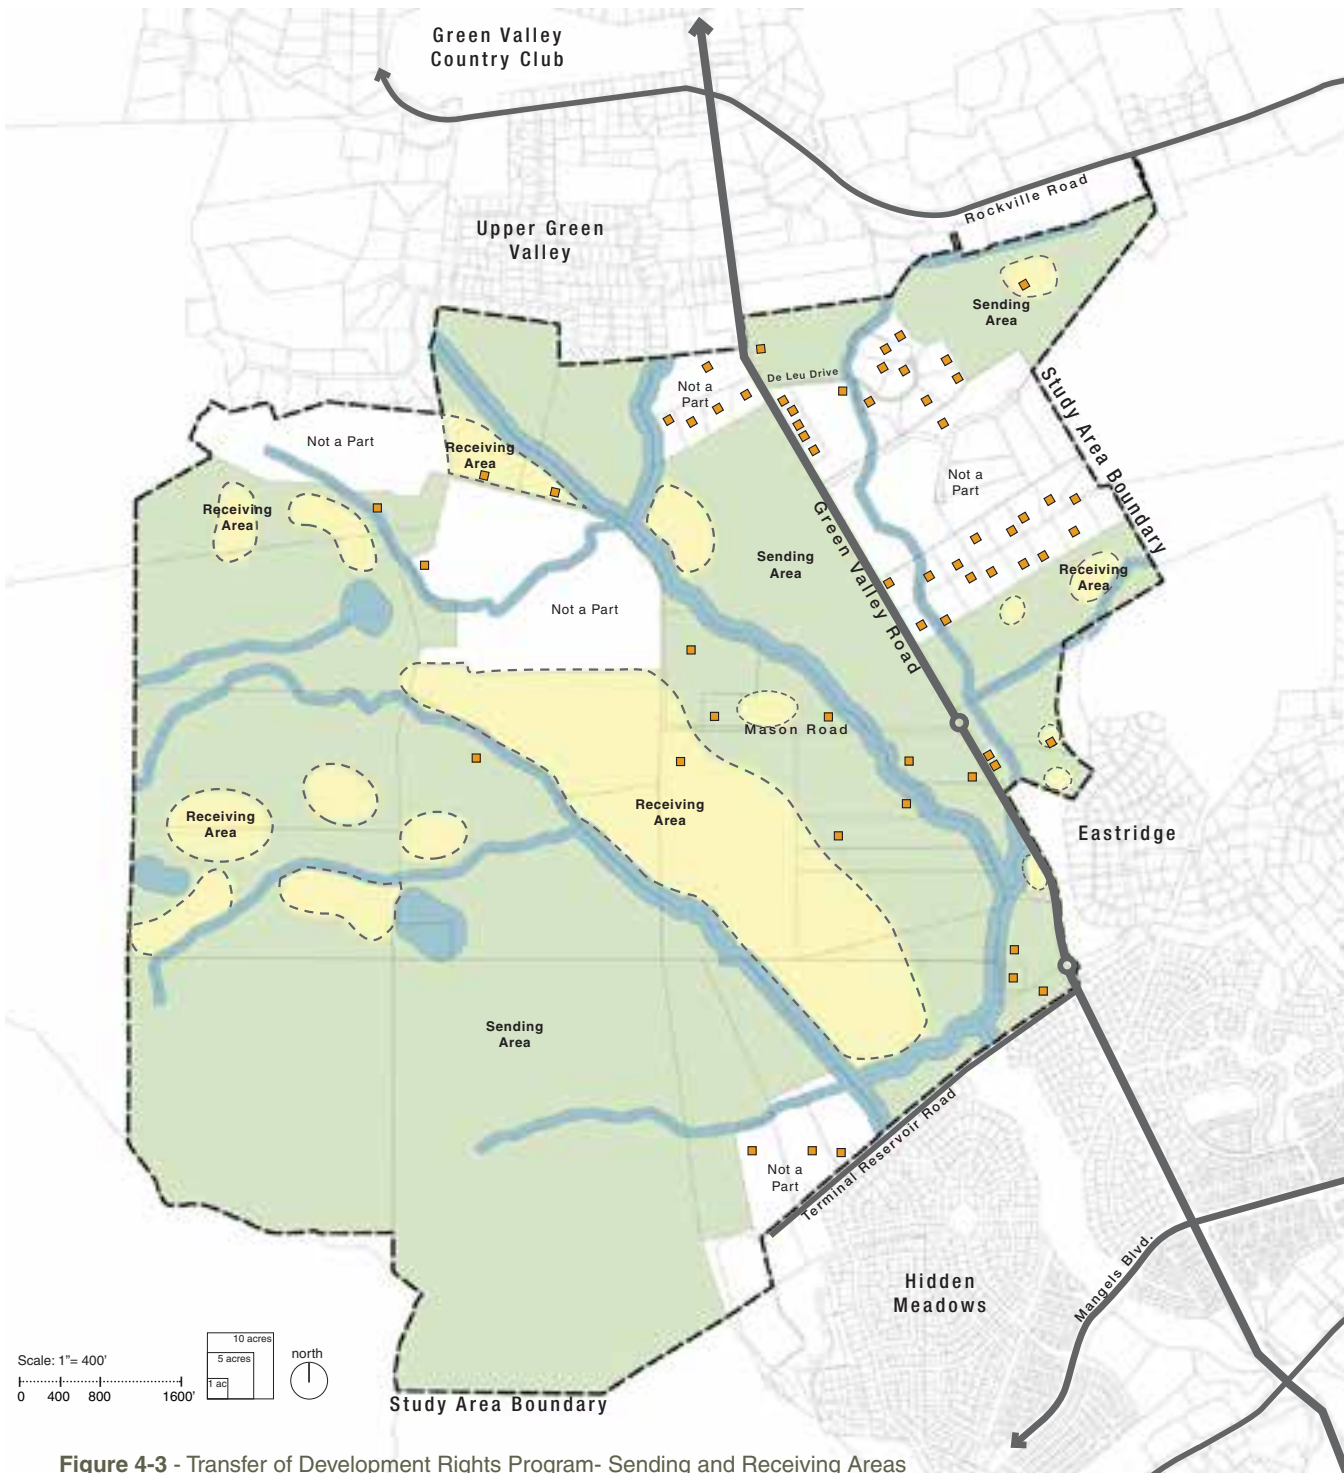 Green Valley
Country Club
Rockville Road
Upper Green
Valley
Sending
Area
De Leu Drive
Not a
Part
Study Area Boundary
Not a Part
Receiving
Area
Not a
Part
Receiving
Area
Green Valley Road
Sending
Area
Receiving
Area
Not a Part
Mason Road
Receiving
Area
Receiving
Area
Eastridge
Sending
Area
Terminal Reservoir Road
Not a
Part
Mangels Blvd.
Hidden
Meadows
10 acres
5 acres
1 ac
north
Scale: 1"= 400'
0 400 800 1600'
Study Area Boundary
Figure 4-3 - Transfer of Development Rights Program- Sending and Receiving Areas